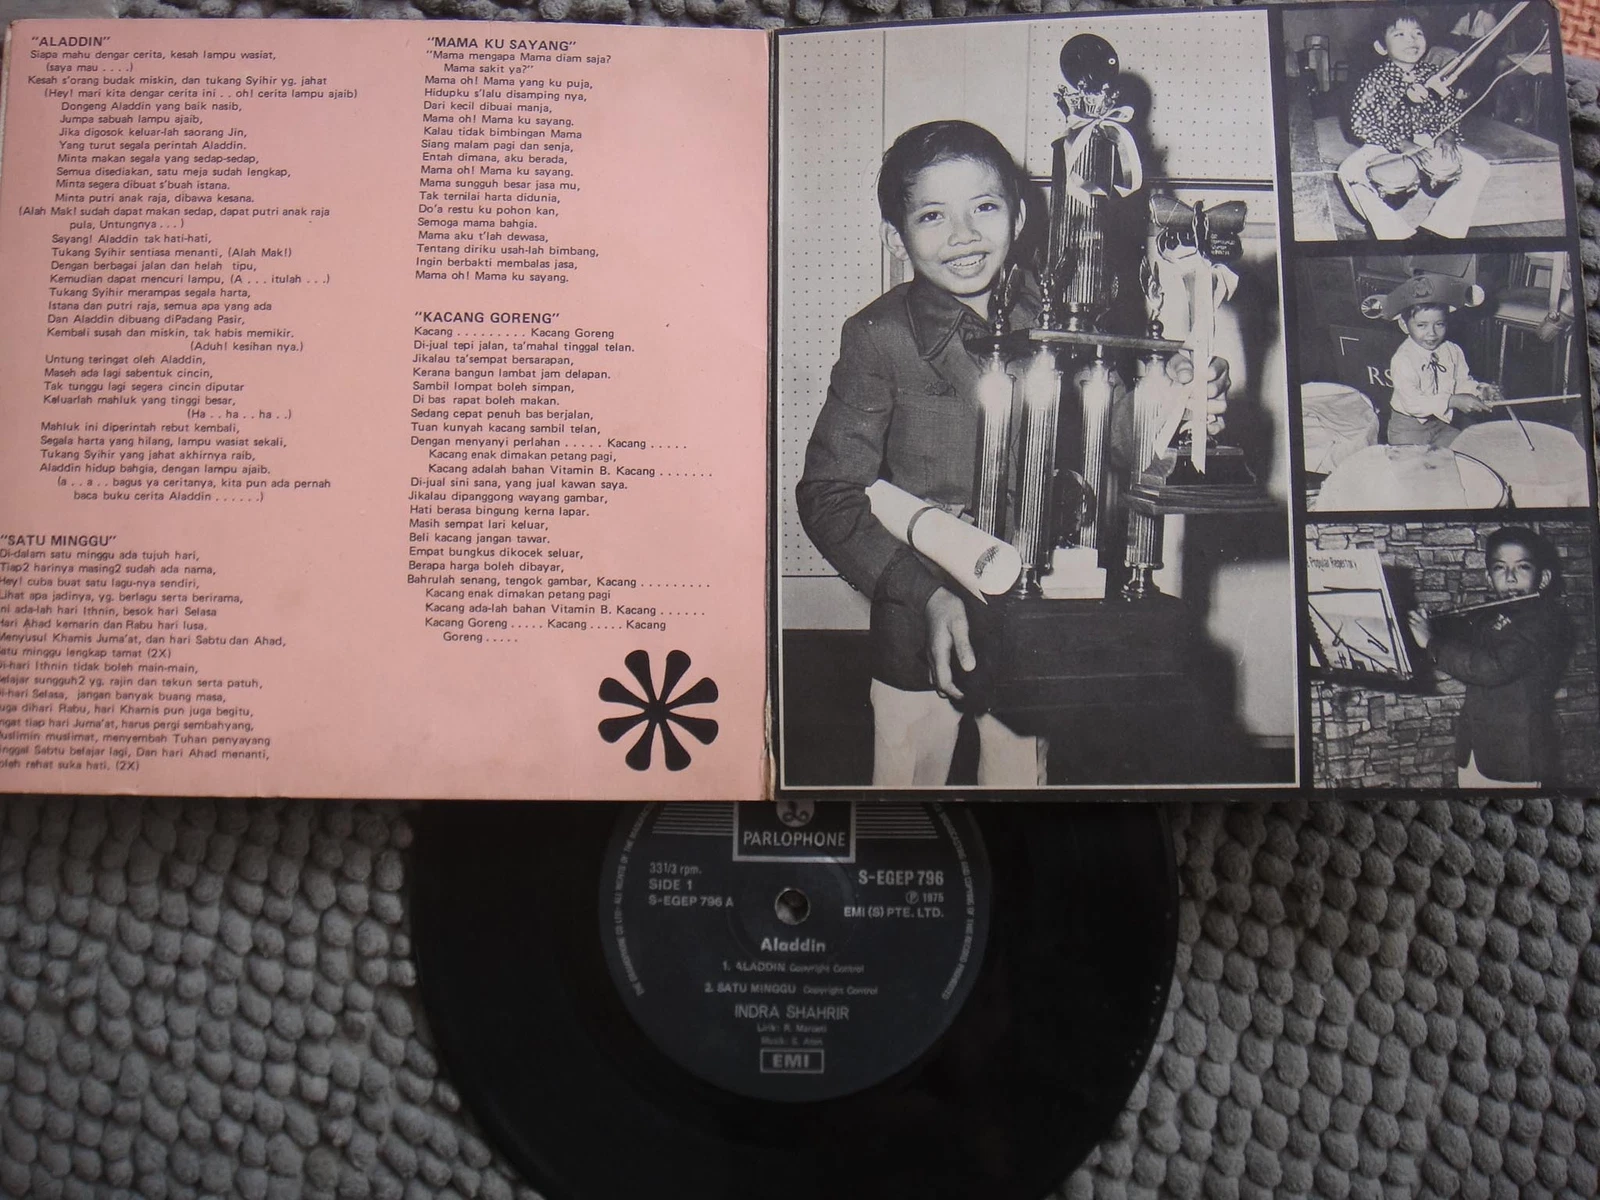 "ALADDIN"
Siapa mahu dengar cerita, kesah lampu wasiat,
(saya mau . . . .)
Kesah s'orang budak miskin, dan tukang Syihir yg. jahat
(Hey! mari kita dengar cerita ini . . oh! cerita lampu ajaib)
Dongeng Aladdin yang baik nasib,
Jumpa sabuah lampu ajaib,
Jika digosok keluar-lah saorang Jin,
Yang turut segala perintah Aladdin.
Minta makan segala yang sedap-sedap,
Semua disediakan, satu meja sudah lengkap,
Minta segera dibuat s'buah istana.
Minta putri anak raja, dibawa kesana.
(Alah Mak! sudah dapat makan sedap, dapat putri anak raja
pula, Untungnya . . . )
Sayang! Aladdin tak hati-hati,
Tukang Syihir sentiasa menanti, (Alah Mak!)
Dengan berbagai jalan dan helah tipu,
Kemudian dapat mencuri lampu, (A . . . itulah . . .)
Tukang Syihir merampas segala harta,
Istana dan putri raja, semua apa yang ada
Dan Aladdin dibuang diPadang Pasir,
Kembali susah dan miskin, tak habis memikir.
(Aduh! kesihan nya.)
Untung teringat oleh Aladdin,
Maseh ada lagi sabentuk cincin,
Tak tunggu lagi segera cincin diputar
Keluarlah mahluk yang tinggi besar,
(Ha . . ha . . ha . .)
Mahluk ini diperintah rebut kembali,
Segala harta yang hilang, lampu wasiat sekali,
Tukang Syihir yang jahat akhirnya raib,
Aladdin hidup bahgia, dengan lampu ajaib.
(a . . a . . bagus ya ceritanya, kita pun ada pernah
baca buku cerita Aladdin . . . . . .)
"SATU MINGGU"
Di-dalam satu minggu ada tujuh hari,
Tiap2 harinya masing2 sudah ada nama,
Hey! cuba buat satu lagu-nya sendiri,
Lihat apa jadinya, yg. berlagu serta berirama,
ini ada-lah hari Ithnin, besok hari Selasa
Hari Ahad kemarin dan Rabu hari lusa.
Menyusul Khamis Juma'at, dan hari Sabtu dan Ahad,
Satu minggu lengkap tamat (2X)
Di-hari Ithnin tidak boleh main-main,
Belajar sungguh2 yg. rajin dan tekun serta patuh,
Di-hari Selasa, jangan banyak buang masa,
Juga dihari Rabu, hari Khamis pun juga begitu,
ingat tiap hari Juma'at, harus pergi sembahyang,
Muslimin muslimat, menyembah Tuhan penyayang
Tinggal Sabtu belajar lagi, Dan hari Ahad menanti,
boleh rehat suka hati. (2X)
"MAMA KU SAYANG"
"Mama mengapa Mama diam saja?
Mama sakit ya?"
Mama oh! Mama yang ku puja,
Hidupku s'lalu disamping nya,
Dari kecil dibuai manja,
Mama oh! Mama ku sayang.
Kalau tidak bimbingan Mama
Siang malam pagi dan senja,
Entah dimana, aku berada,
Mama oh! Mama ku sayang.
Mama sungguh besar jasa mu,
Tak ternilai harta didunia,
Do'a restu ku pohon kan,
Semoga mama bahgia.
Mama aku t'lah dewasa,
Tentang diriku usah-lah bimbang,
Ingin berbakti membalas jasa,
Mama oh! Mama ku sayang.
"KACANG GORENG"
Kacang . . . . . . . . . Kacang Goreng
Di-jual tepi jalan, ta'mahal tinggal telan.
Jikalau ta'sempat bersarapan,
Kerana bangun lambat jam delapan.
Sambil lompat boleh simpan,
Di bas rapat boleh makan.
Sedang cepat penuh bas berjalan,
Tuan kunyah kacang sambil telan,
Dengan menyanyi perlahan . . . . . Kacang . . . . .
Kacang enak dimakan petang pagi,
Kacang adalah bahan Vitamin B. Kacang . . . . . . .
Di-jual sini sana, yang jual kawan saya.
Jikalau dipanggong wayang gambar,
Hati berasa bingung kerna lapar.
Masih sempat lari keluar,
Beli kacang jangan tawar.
Empat bungkus dikocek seluar,
Berapa harga boleh dibayar,
Bahrulah senang, tengok gambar, Kacang . . . . . . . . .
Kacang enak dimakan petang pagi
Kacang ada-lah bahan Vitamin B. Kacang . . . . . .
Kacang Goreng . . . . . Kacang . . . . . Kacang
Goreng . . . . .
RS
Popular Repertory
PARLOPHONE
33 1/3 rpm.
SIDE 1
S-EGEP 796 A
S-EGEP 796
℗ 1975
EMI (S) PTE. LTD.
Aladdin
1. ALADDIN Copyright Control
2. SATU MINGGU Copyright Control
INDRA SHAHRIR
EMI